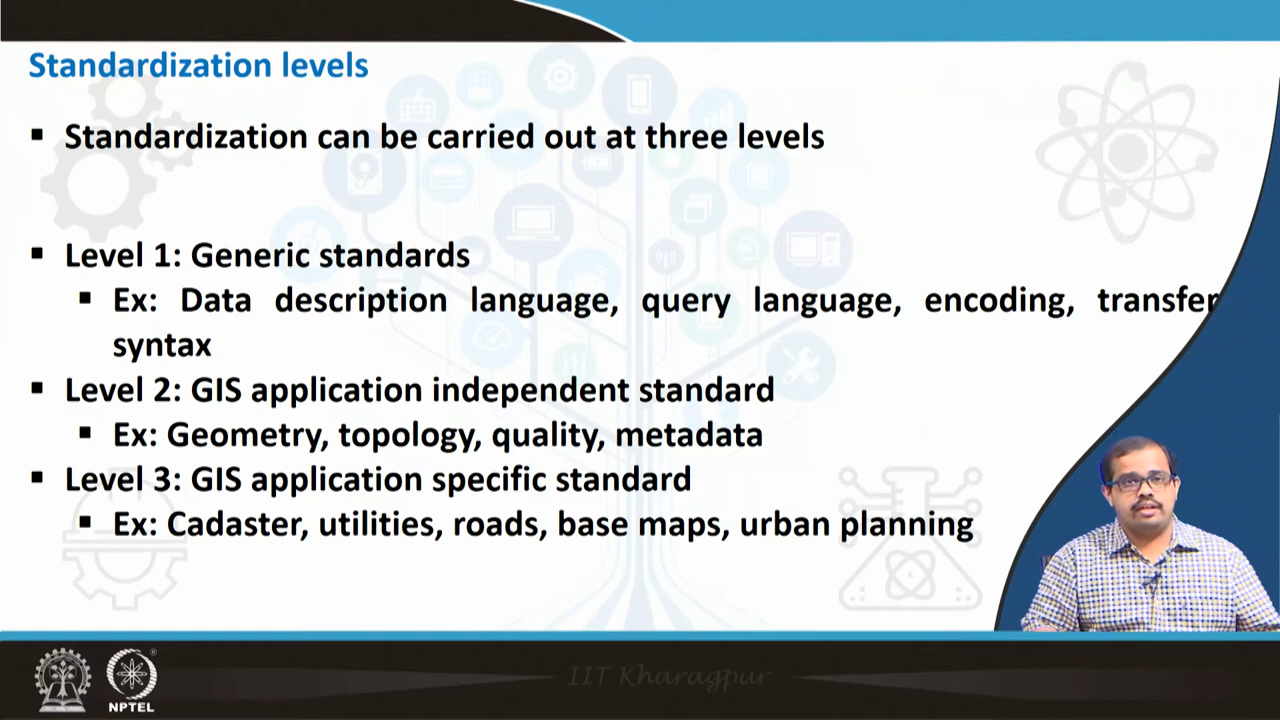 Standardization levels
▪ Standardization can be carried out at three levels
▪ Level 1: Generic standards
▪ Ex: Data description language, query language, encoding, transfer
syntax
▪ Level 2: GIS application independent standard
▪ Ex: Geometry, topology, quality, metadata
▪ Level 3: GIS application specific standard
▪ Ex: Cadaster, utilities, roads, base maps, urban planning
IIT Kharagpur
NPTEL